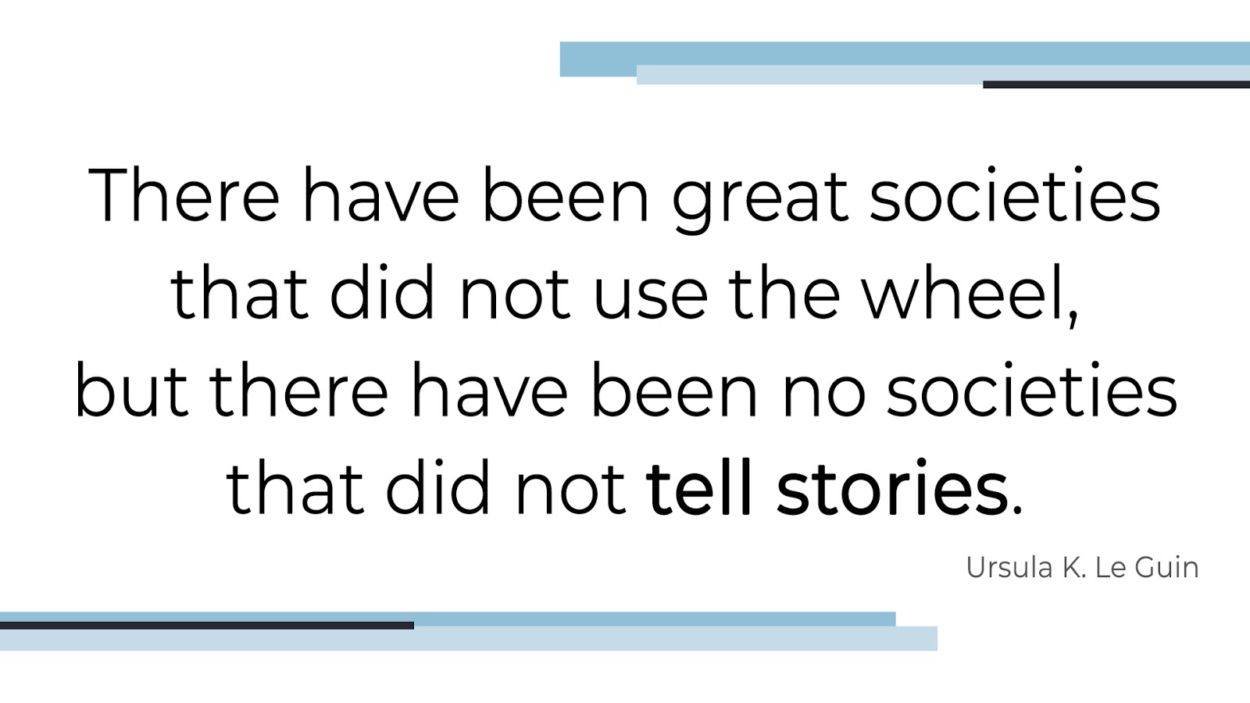 There have been great societies
that did not use the wheel,
but there have been no societies
that did not tell stories.
Ursula K. Le Guin